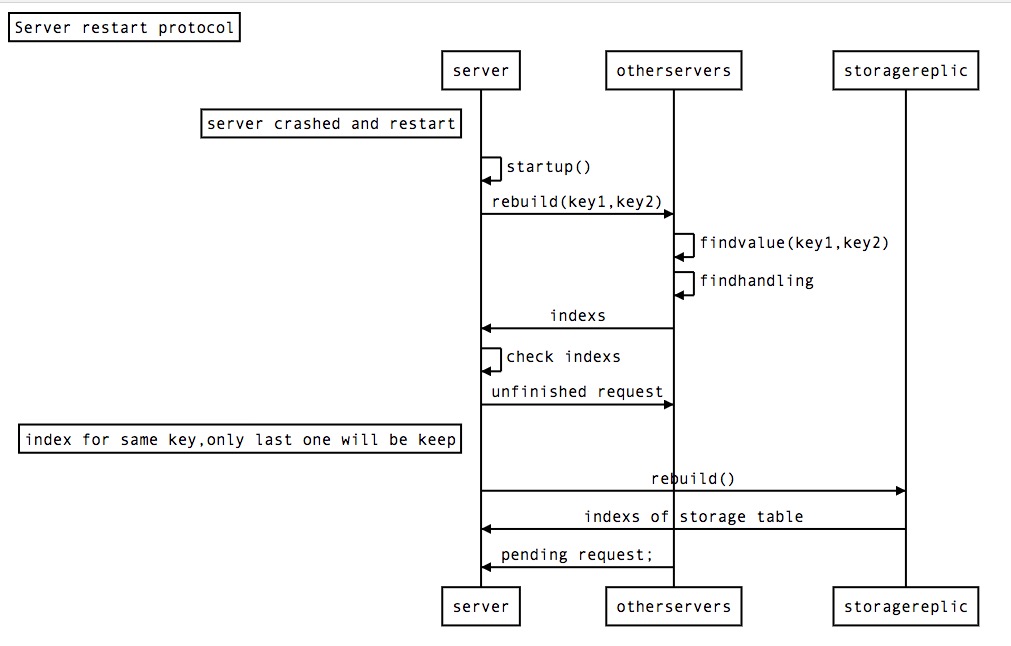 Server restart protocol
server
otherservers
storagereplic
server crashed and restart
startup()
rebuild(key1,key2)
findvalue(key1,key2)
findhandling
indexs
check indexs
unfinished request
index for same key,only last one will be keep
rebuild()
indexs of storage table
pending request;
server
otherservers
storagereplic